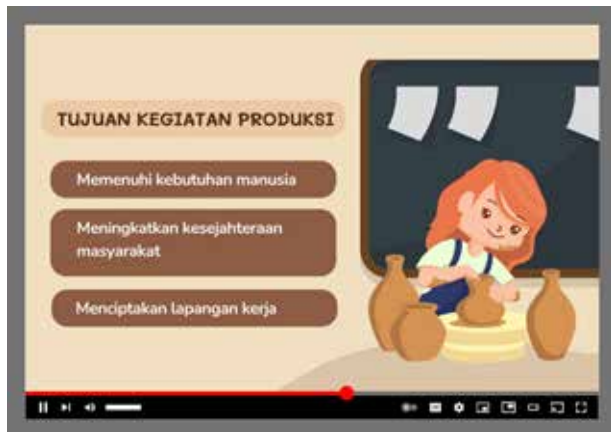 TUJUAN KEGIATAN PRODUKSI
Memenuhi kebutuhan manusia
Meningkatkan kesejahteraan
masyarakat
Menciptakan lapangan kerja